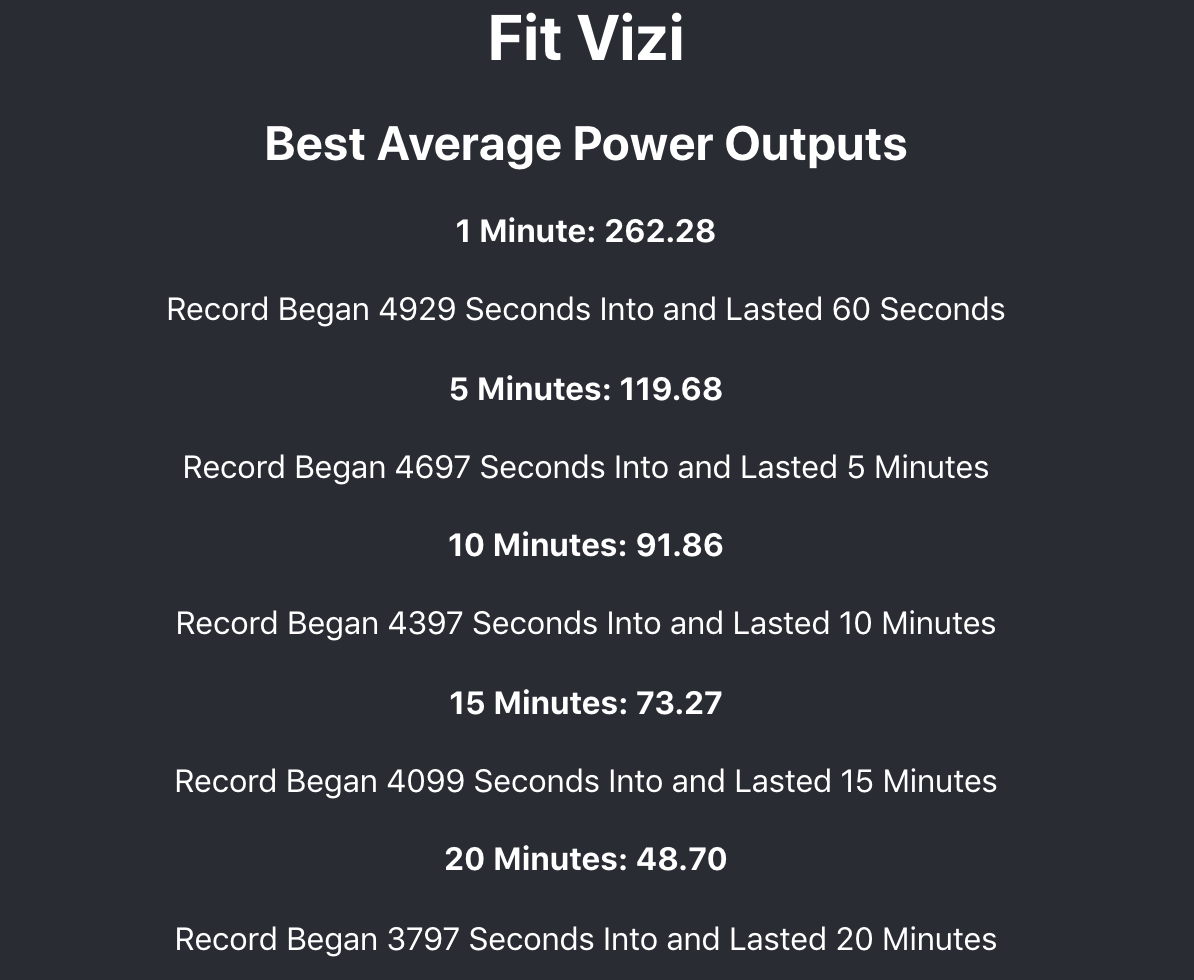 Fit Vizi
Best Average Power Outputs
1 Minute: 262.28
Record Began 4929 Seconds Into and Lasted 60 Seconds
5 Minutes: 119.68
Record Began 4697 Seconds Into and Lasted 5 Minutes
10 Minutes: 91.86
Record Began 4397 Seconds Into and Lasted 10 Minutes
15 Minutes: 73.27
Record Began 4099 Seconds Into and Lasted 15 Minutes
20 Minutes: 48.70
Record Began 3797 Seconds Into and Lasted 20 Minutes